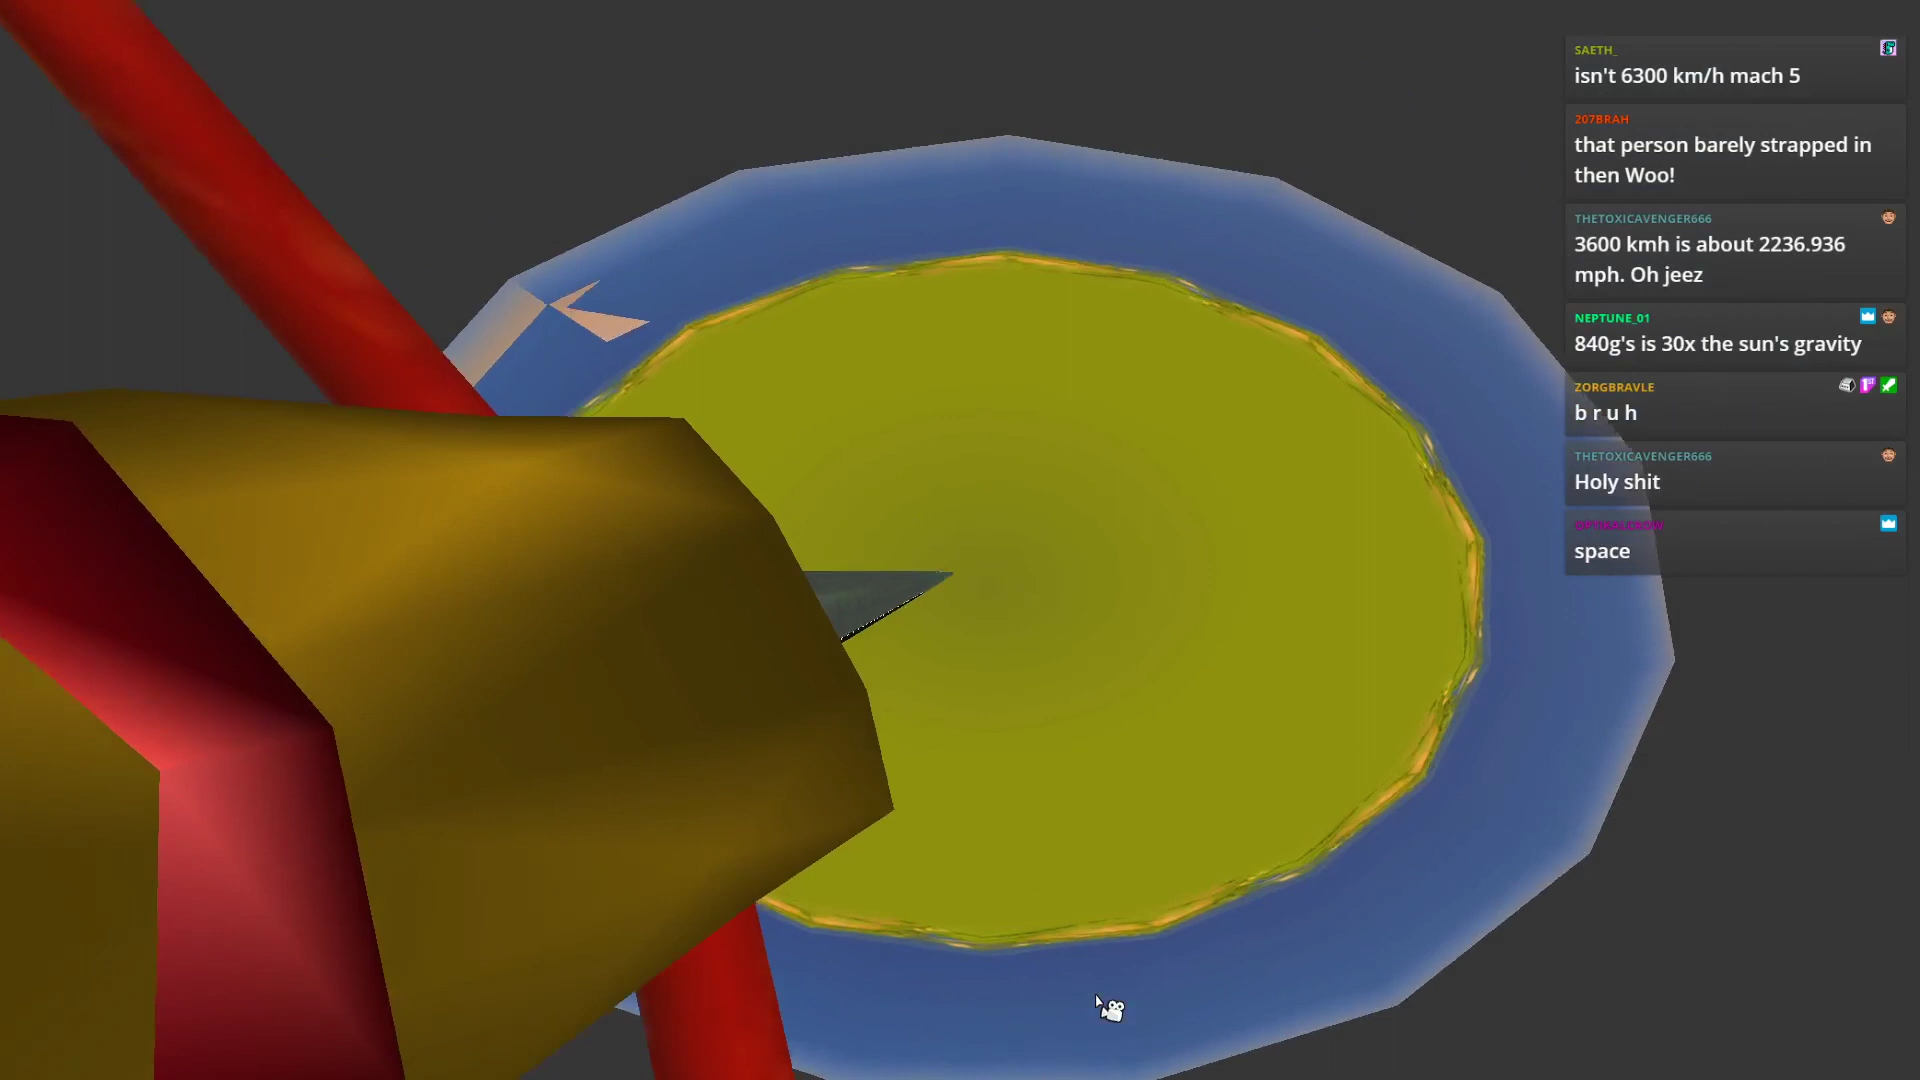 SAETH_
isn't 6300 km/h mach 5
207BRAH
that person barely strapped in
then Woo!
THETOXICAVENGER666
3600 kmh is about 2236.936
mph. Oh jeez
NEPTUNE_01
840g's is 30x the sun's gravity
ZORGBRAVLE
b r u h
THETOXICAVENGER666
Holy shit
space